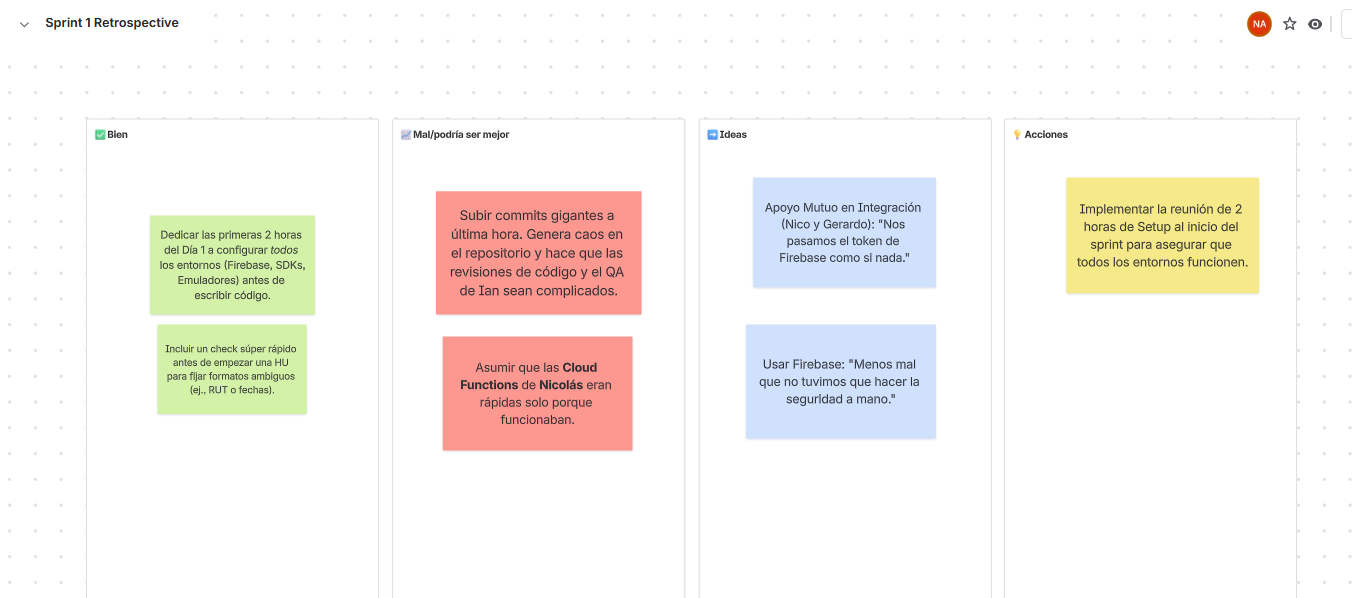 Sprint 1 Retrospective
NA
Bien
Dedicar las primeras 2 horas
del Día 1 a configurar todos
los entornos (Firebase, SDKs,
Emuladores) antes de
escribir código.
Incluir un check súper rápido
antes de empezar una HU
para fijar formatos ambiguos
(ej., RUT o fechas).
Mal/podría ser mejor
Subir commits gigantes a
última hora. Genera caos en
el repositorio y hace que las
revisiones de código y el QA
de Ian sean complicados.
Asumir que las Cloud
Functions de Nicolás eran
rápidas solo porque
funcionaban.
Ideas
Apoyo Mutuo en Integración
(Nico y Gerardo): "Nos
pasamos el token de
Firebase como si nada."
Usar Firebase: "Menos mal
que no tuvimos que hacer la
seguridad a mano."
Acciones
Implementar la reunión de 2
horas de Setup al inicio del
sprint para asegurar que
todos los entornos funcionen.